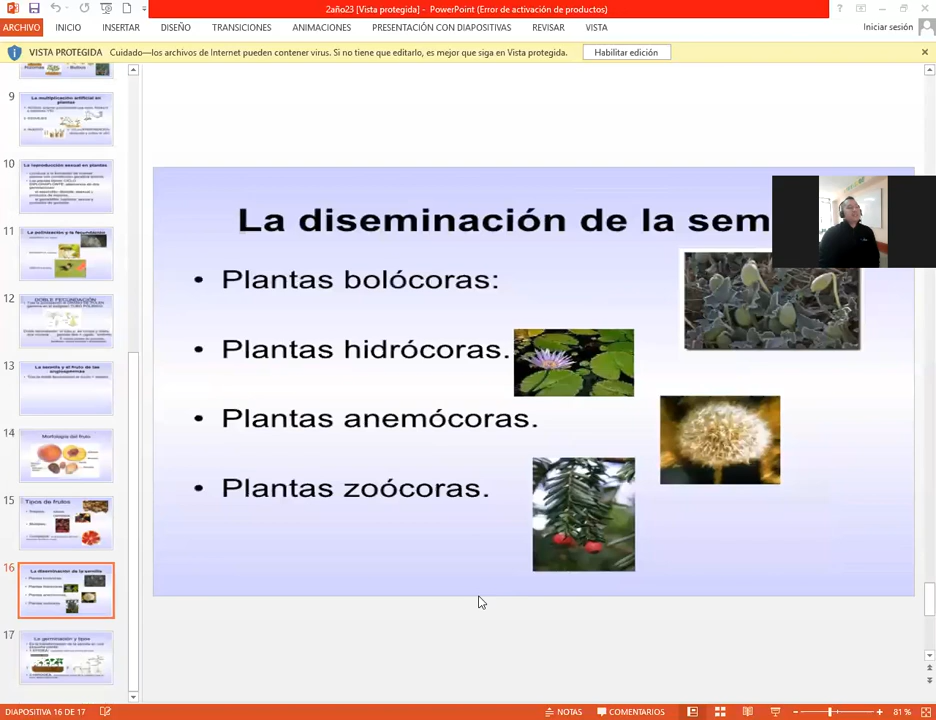 2año23 [Vista protegida] - PowerPoint (Error de activación de productos)
ARCHIVO INICIO INSERTAR DISEÑO TRANSICIONES ANIMACIONES PRESENTACIÓN CON DIAPOSITIVAS REVISAR VISTA Iniciar sesión
VISTA PROTEGIDA Cuidado—los archivos de Internet pueden contener virus. Si no tiene que editarlo, es mejor que siga en Vista protegida. Habilitar edición
9
La multiplicación artificial en plantas
10
La reproducción sexual en plantas
11
La polinización y la fecundación
12
DOBLE FECUNDACIÓN
13
La semilla y el fruto de las angiospermas
14
Morfología del fruto
15
Tipos de frutos
16
La diseminación de la semilla
17
La germinación y tipos
La diseminación de la sem
• Plantas bolócoras:
• Plantas hidrócoras.
• Plantas anemócoras.
• Plantas zoócoras.
DIAPOSITIVA 16 DE 17 NOTAS COMENTARIOS 81 %